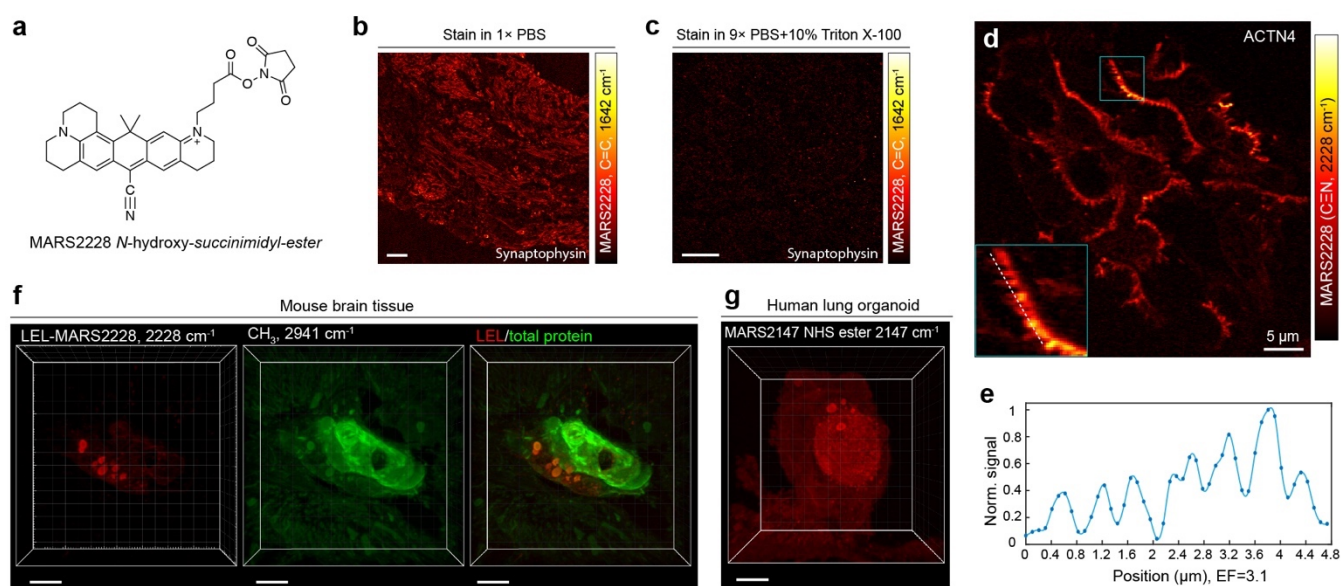 a
O
O
N
O
O
N
N
+
C
N
MARS2228 N-hydroxy-succinimidyl-ester
b
Stain in 1× PBS
MARS2228, C=C, 1642 cm⁻¹
Synaptophysin
c
Stain in 9× PBS+10% Triton X-100
MARS2228, C=C, 1642 cm⁻¹
Synaptophysin
d
ACTN4
MARS2228 (C≡N, 2228 cm⁻¹)
5 µm
f
Mouse brain tissue
LEL-MARS2228, 2228 cm⁻¹
CH₃, 2941 cm⁻¹
LEL/total protein
g
Human lung organoid
MARS2147 NHS ester 2147 cm⁻¹
e
Norm. signal
1
0.8
0.6
0.4
0.2
0
0 0.4 0.8 1.2 1.6 2 2.4 2.8 3.2 3.6 4 4.4 4.8
Position (µm), EF=3.1